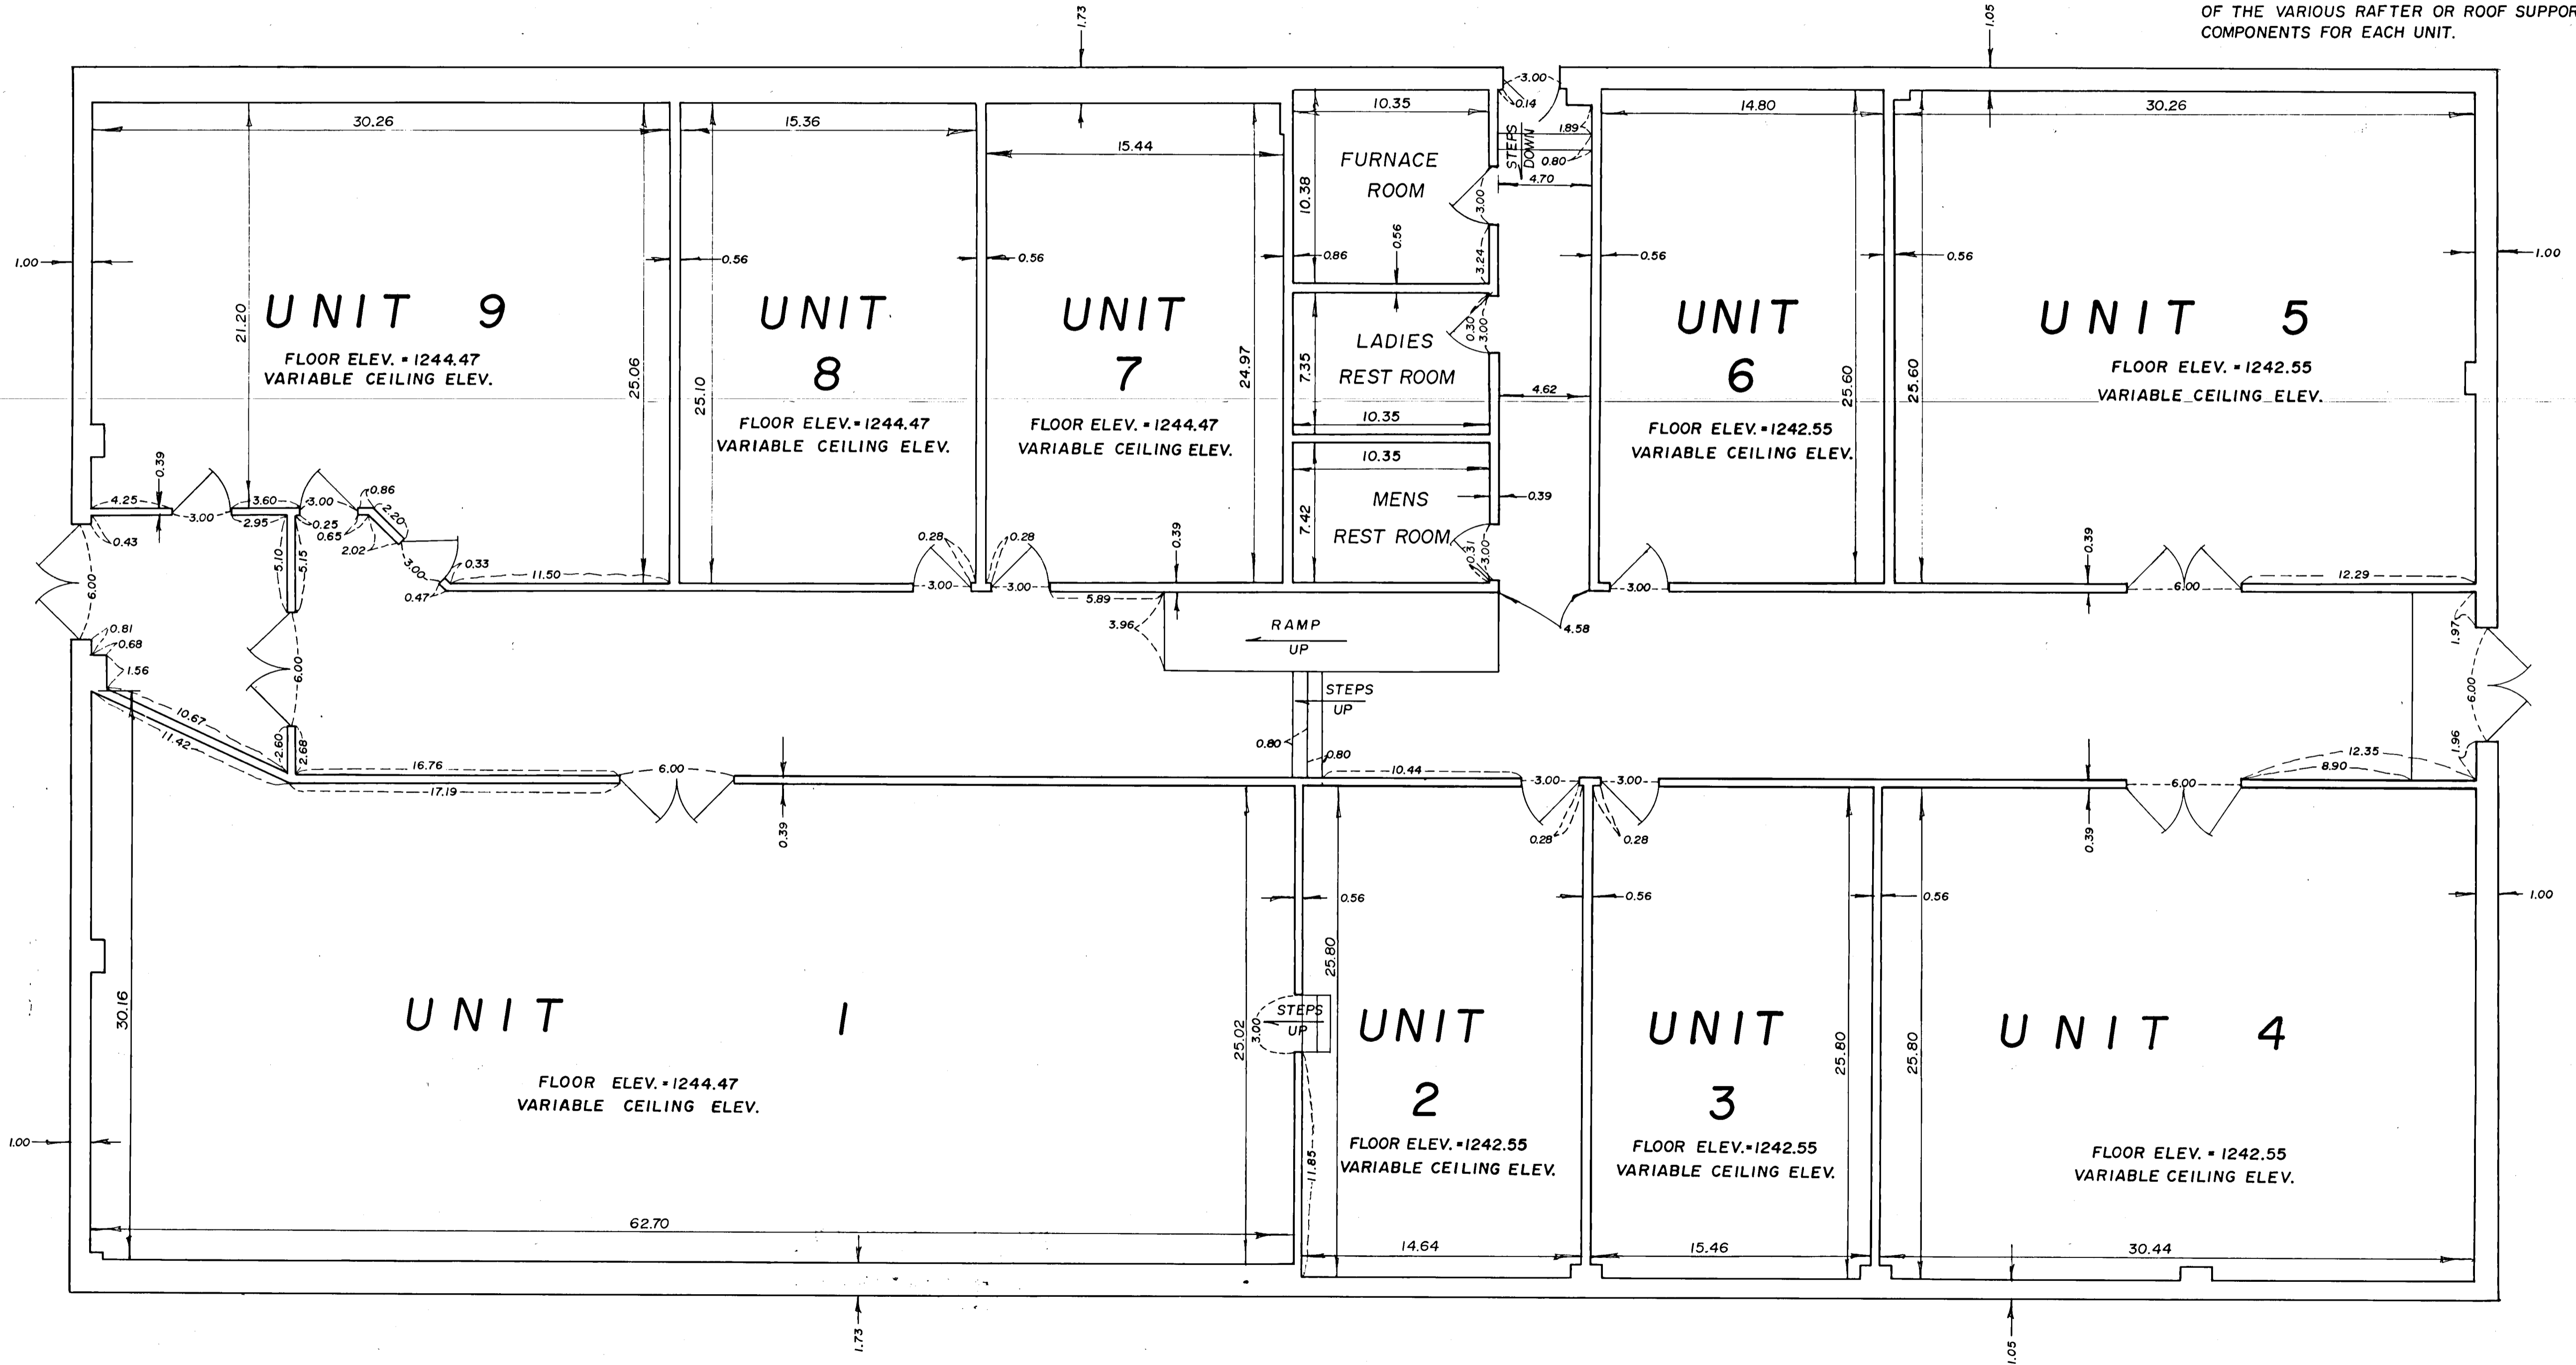 OF THE VARIOUS RAFTER OR ROOF SUPPOR
COMPONENTS FOR EACH UNIT.
1.73
1.05
3.00
0.14
30.26
15.36
15.44
10.35
14.80
30.26
1.89
0.80
STEPS
DOWN
4.70
FURNACE
ROOM
10.38
3.00
3.24
0.56
0.86
1.00
0.56
0.56
0.56
0.56
1.00
21.20
25.06
25.10
24.97
25.60
25.60
UNIT 9
FLOOR ELEV. = 1244.47
VARIABLE CEILING ELEV.
UNIT
8
FLOOR ELEV. = 1244.47
VARIABLE CEILING ELEV.
UNIT
7
FLOOR ELEV. = 1244.47
VARIABLE CEILING ELEV.
LADIES
REST ROOM
7.35
0.30
3.00
10.35
4.62
UNIT
6
FLOOR ELEV. = 1242.55
VARIABLE CEILING ELEV.
UNIT 5
FLOOR ELEV. = 1242.55
VARIABLE CEILING ELEV.
10.35
MENS
REST ROOM
7.42
0.31
3.00
0.39
0.39
4.25
3.00
3.60
2.95
3.00
0.25
0.65
0.86
2.20
2.02
0.43
5.10
5.15
3.00
0.33
0.47
11.50
0.28
3.00
0.28
3.00
0.39
5.89
3.96
3.00
0.39
6.00
12.29
6.00
0.81
0.68
1.56
6.00
RAMP
UP
4.58
1.97
6.00
1.96
STEPS
UP
0.80
0.80
10.67
11.42
2.60
2.68
16.76
17.19
6.00
0.39
10.44
3.00
3.00
0.28
0.28
0.39
6.00
12.35
8.90
0.56
0.56
0.56
1.00
30.16
25.02
25.80
25.80
25.80
UNIT 1
FLOOR ELEV. = 1244.47
VARIABLE CEILING ELEV.
STEPS
UP
3.00
11.85
UNIT
2
FLOOR ELEV. = 1242.55
VARIABLE CEILING ELEV.
UNIT
3
FLOOR ELEV. = 1242.55
VARIABLE CEILING ELEV.
UNIT 4
FLOOR ELEV. = 1242.55
VARIABLE CEILING ELEV.
1.00
62.70
14.64
15.46
30.44
1.73
1.05